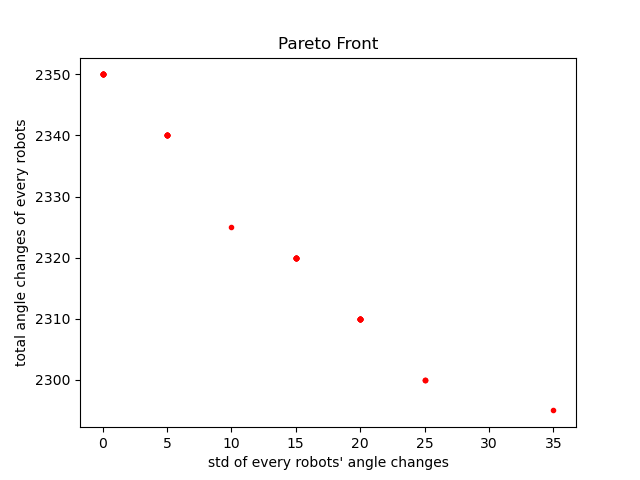 Pareto Front
2350
2340
2330
2320
2310
2300
total angle changes of every robots
0 5 10 15 20 25 30 35
std of every robots' angle changes